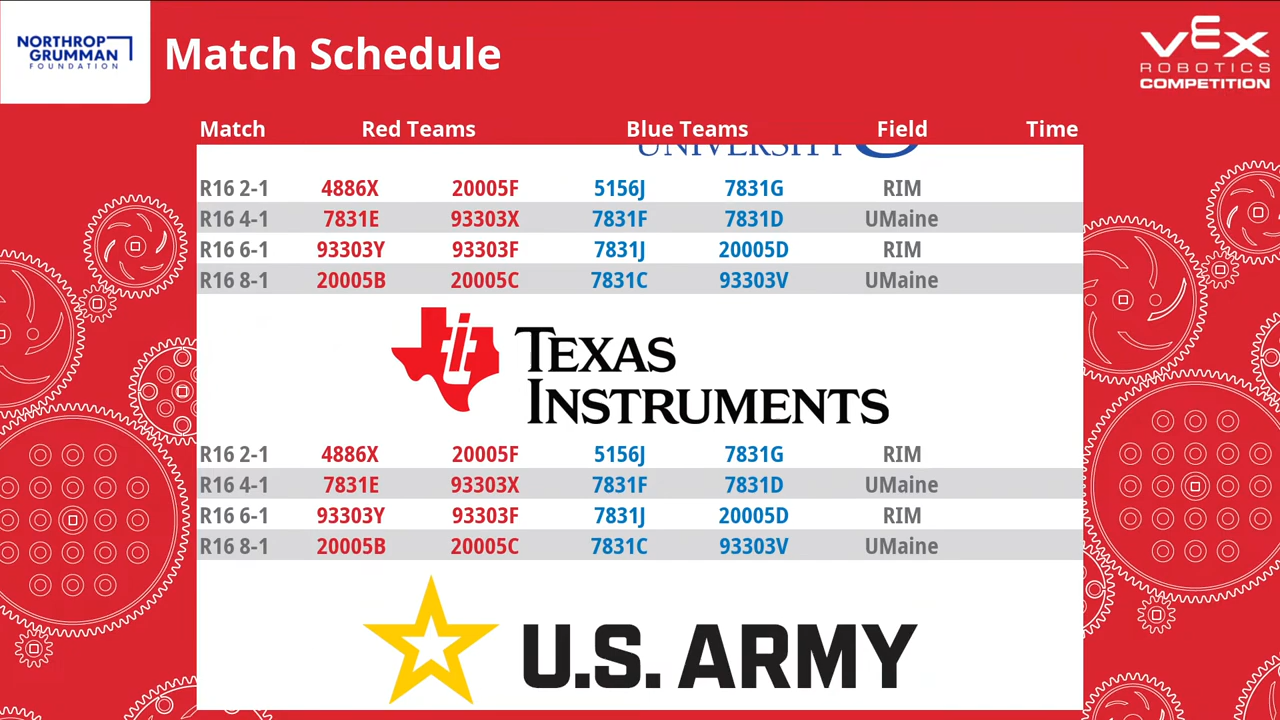 NORTHROP
GRUMMAN
FOUNDATION
Match Schedule
VEX
ROBOTICS
COMPETITION
Match Red Teams Blue Teams Field Time
UNIVERSITY
R16 2-1 4886X 20005F 5156J 7831G RIM
R16 4-1 7831E 93303X 7831F 7831D UMaine
R16 6-1 93303Y 93303F 7831J 20005D RIM
R16 8-1 20005B 20005C 7831C 93303V UMaine
ti TEXAS
INSTRUMENTS
R16 2-1 4886X 20005F 5156J 7831G RIM
R16 4-1 7831E 93303X 7831F 7831D UMaine
R16 6-1 93303Y 93303F 7831J 20005D RIM
R16 8-1 20005B 20005C 7831C 93303V UMaine
U.S. ARMY